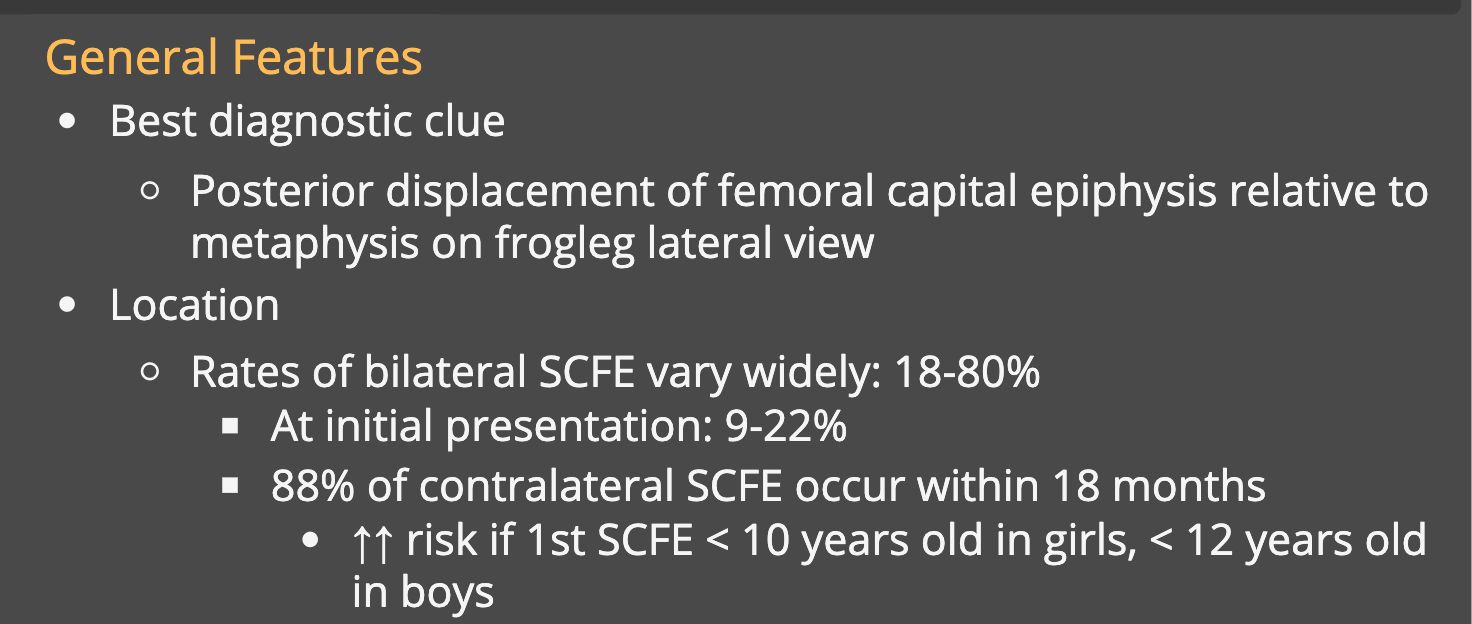 General Features
• Best diagnostic clue
○ Posterior displacement of femoral capital epiphysis relative to
metaphysis on frogleg lateral view
• Location
○ Rates of bilateral SCFE vary widely: 18-80%
▪ At initial presentation: 9-22%
▪ 88% of contralateral SCFE occur within 18 months
• ↑↑ risk if 1st SCFE < 10 years old in girls, < 12 years old
in boys